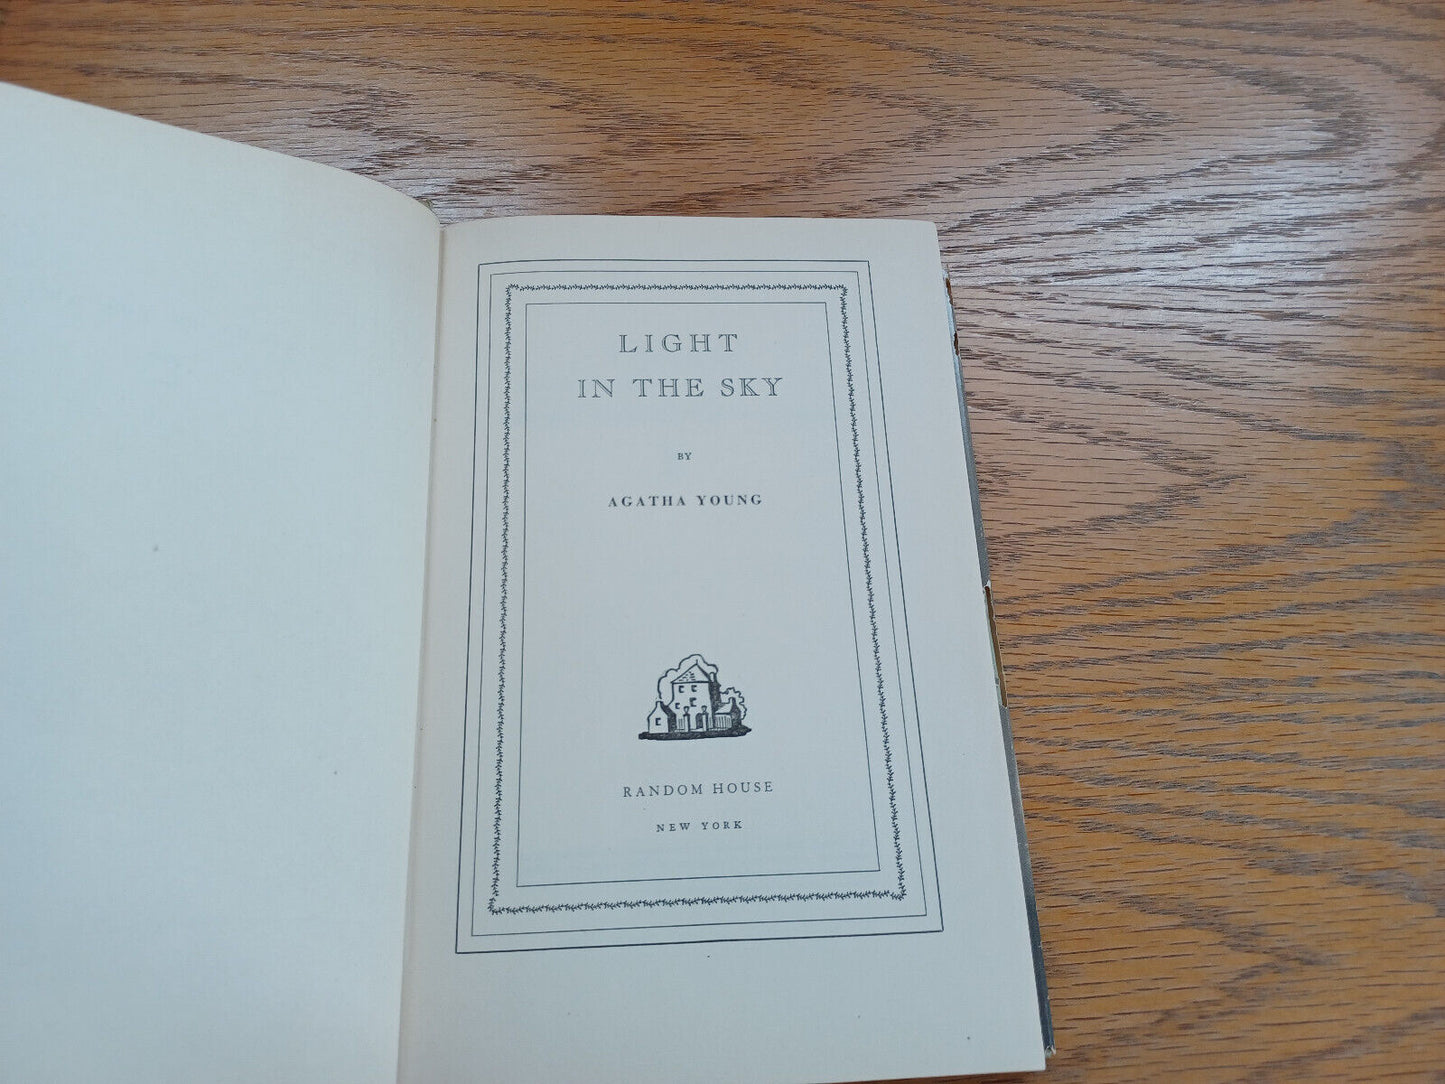 LIGHT
IN THE SKY
BY
AGATHA YOUNG
RANDOM HOUSE
NEW YORK